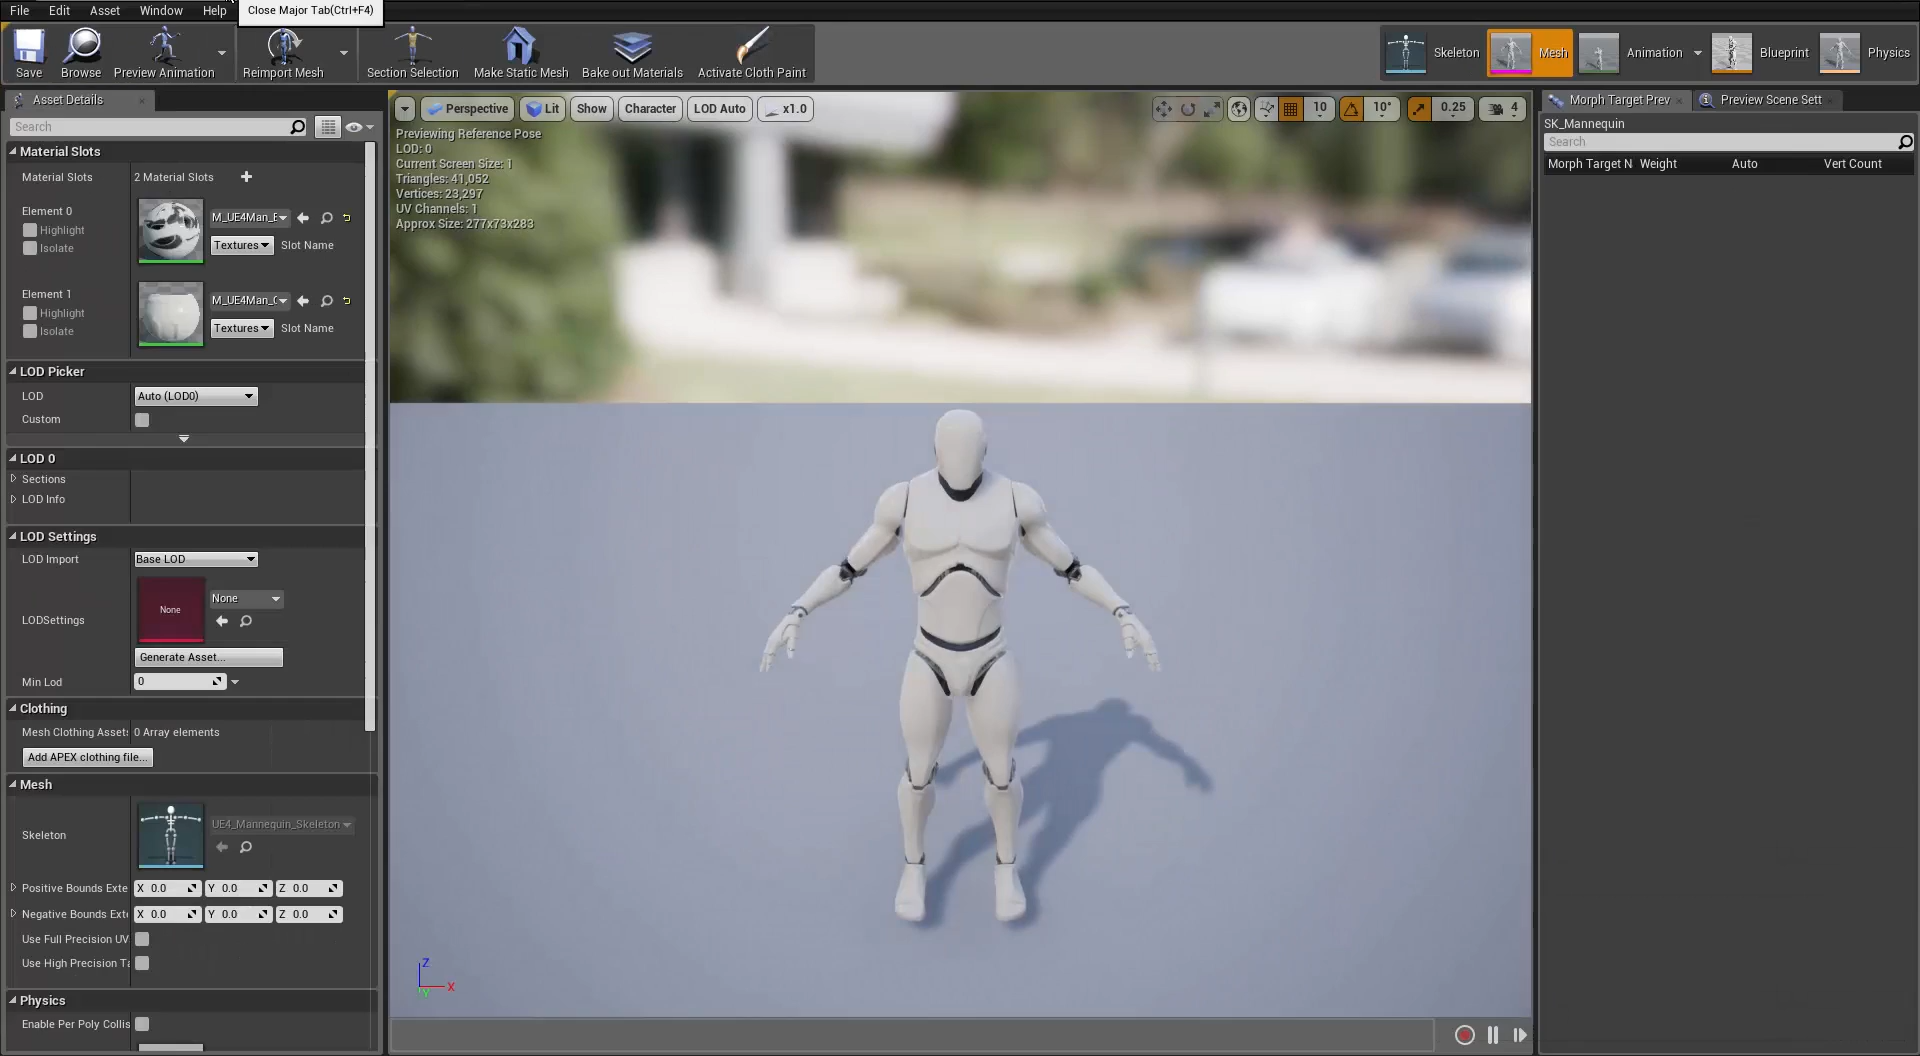 File Edit Asset Window Help
Close Major Tab(Ctrl+F4)
Save Browse Preview Animation Reimport Mesh Section Selection Make Static Mesh Bake out Materials Activate Cloth Paint
Skeleton Mesh Animation Blueprint Physics
Asset Details
Search
Material Slots
Material Slots 2 Material Slots
Element 0
Highlight
Isolate
M_UE4Man_E
Textures Slot Name
Element 1
Highlight
Isolate
M_UE4Man_C
Textures Slot Name
LOD Picker
LOD Auto (LOD0)
Custom
LOD 0
Sections
LOD Info
LOD Settings
LOD Import Base LOD
LODSettings
None
None
Generate Asset...
Min Lod 0
Clothing
Mesh Clothing Assets 0 Array elements
Add APEX clothing file...
Mesh
Skeleton UE4_Mannequin_Skeleton
Positive Bounds Exte X 0.0 Y 0.0 Z 0.0
Negative Bounds Exte X 0.0 Y 0.0 Z 0.0
Use Full Precision UV
Use High Precision Ta
Physics
Enable Per Poly Collis
Perspective Lit Show Character LOD Auto x1.0
10 10° 0.25 4
Previewing Reference Pose
LOD: 0
Current Screen Size: 1
Triangles: 41,052
Vertices: 23,297
UV Channels: 1
Approx Size: 277x73x283
Z
X
Y
Morph Target Prev Preview Scene Sett
SK_Mannequin
Search
Morph Target N Weight Auto Vert Count